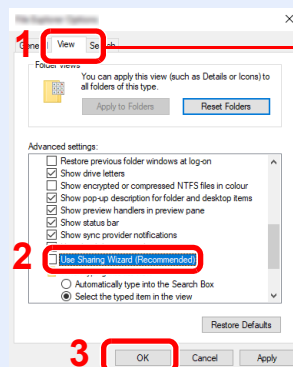 File Explorer Options
1
View
Folder views
You can apply this view (such as Details or Icons) to
all folders of this type.
Apply to Folders
Reset Folders
Advanced settings:
Restore previous folder windows at log-on
Show drive letters
Show encrypted or compressed NTFS files in colour
Show pop-up description for folder and desktop items
Show preview handlers in preview pane
Show status bar
Show sync provider notifications
2
Use Sharing Wizard (Recommended)
Automatically type into the Search Box
Select the typed item in the view
Restore Defaults
3
OK
Cancel
Apply